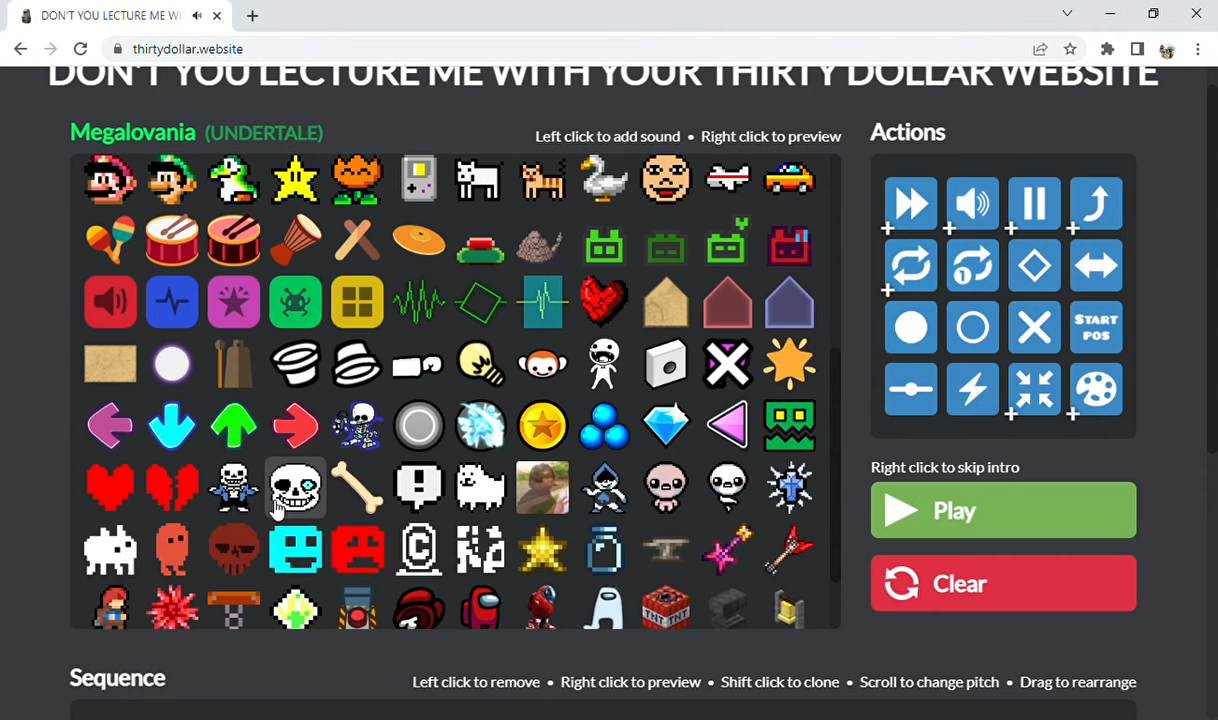 DON'T YOU LECTURE ME WI
thirtydollar.website
DON'T YOU LECTURE ME WITH YOUR THIRTY DOLLAR WEBSITE
Megalovania (UNDERTALE)
Left click to add sound • Right click to preview
Actions
START
POS
Right click to skip intro
Play
Clear
TNT
Sequence
Left click to remove • Right click to preview • Shift click to clone • Scroll to change pitch • Drag to rearrange